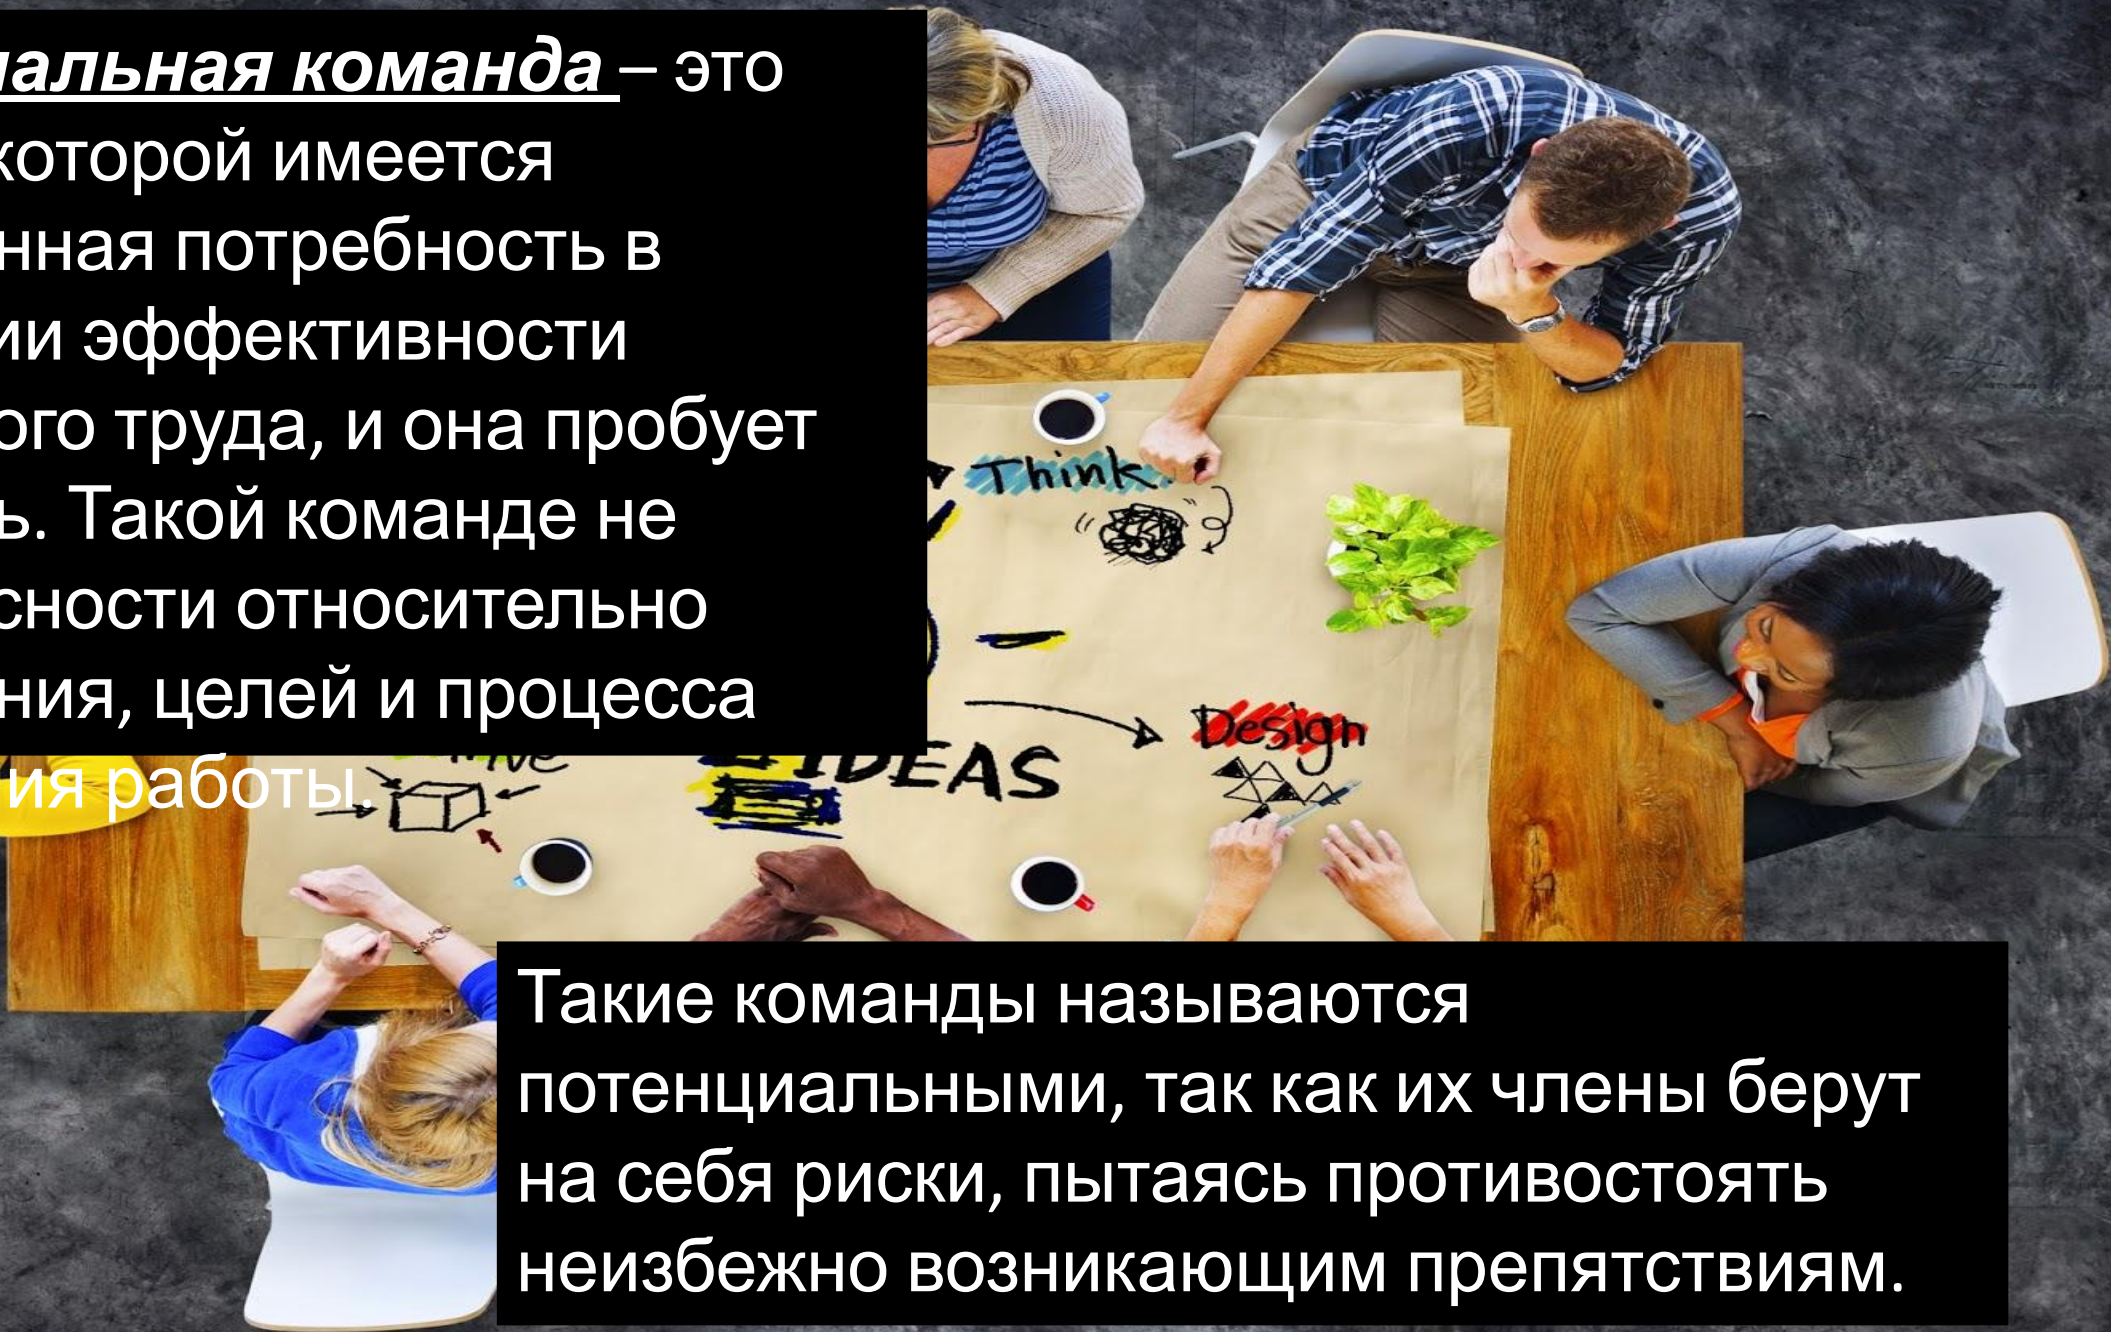 альная команда – это
которой имеется
нная потребность в
ии эффективности
ого труда, и она пробует
ь. Такой команде не
сности относительно
ния, целей и процесса
ия работы.
Think.
Design
IDEAS
Такие команды называются
потенциальными, так как их члены берут
на себя риски, пытаясь противостоять
неизбежно возникающим препятствиям.